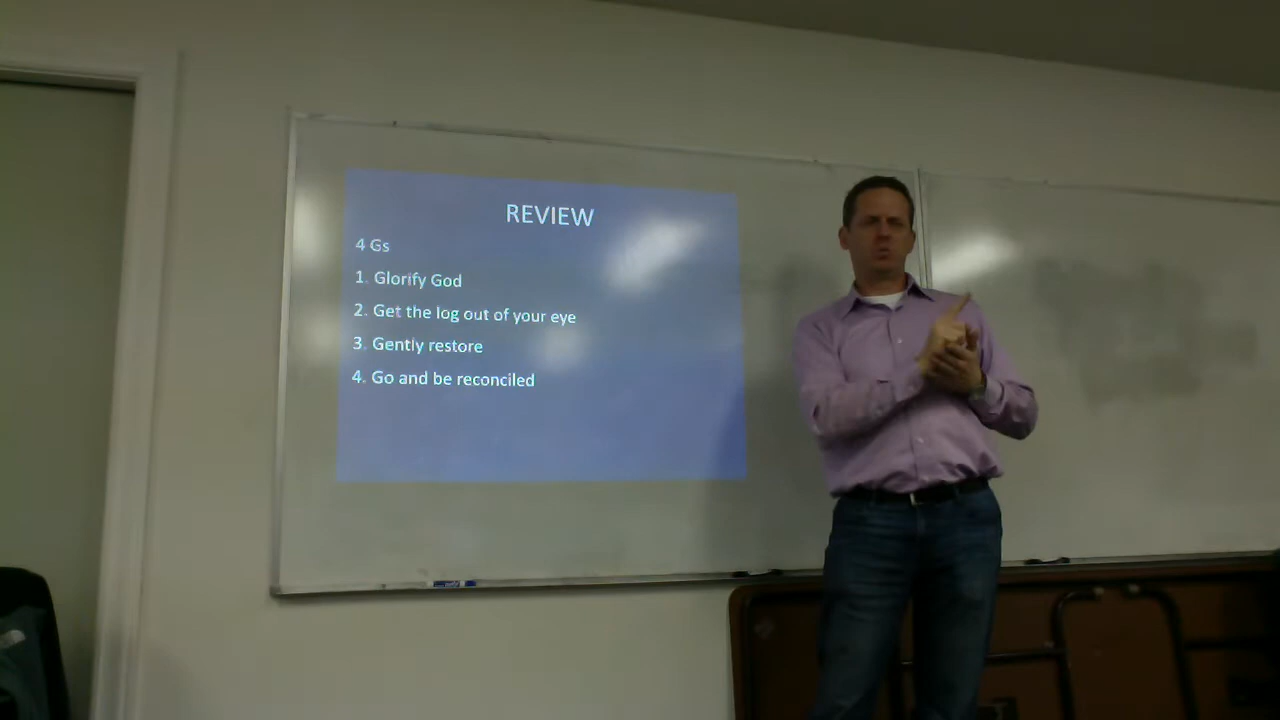 REVIEW
4 Gs
1. Glorify God
2. Get the log out of your eye
3. Gently restore
4. Go and be reconciled